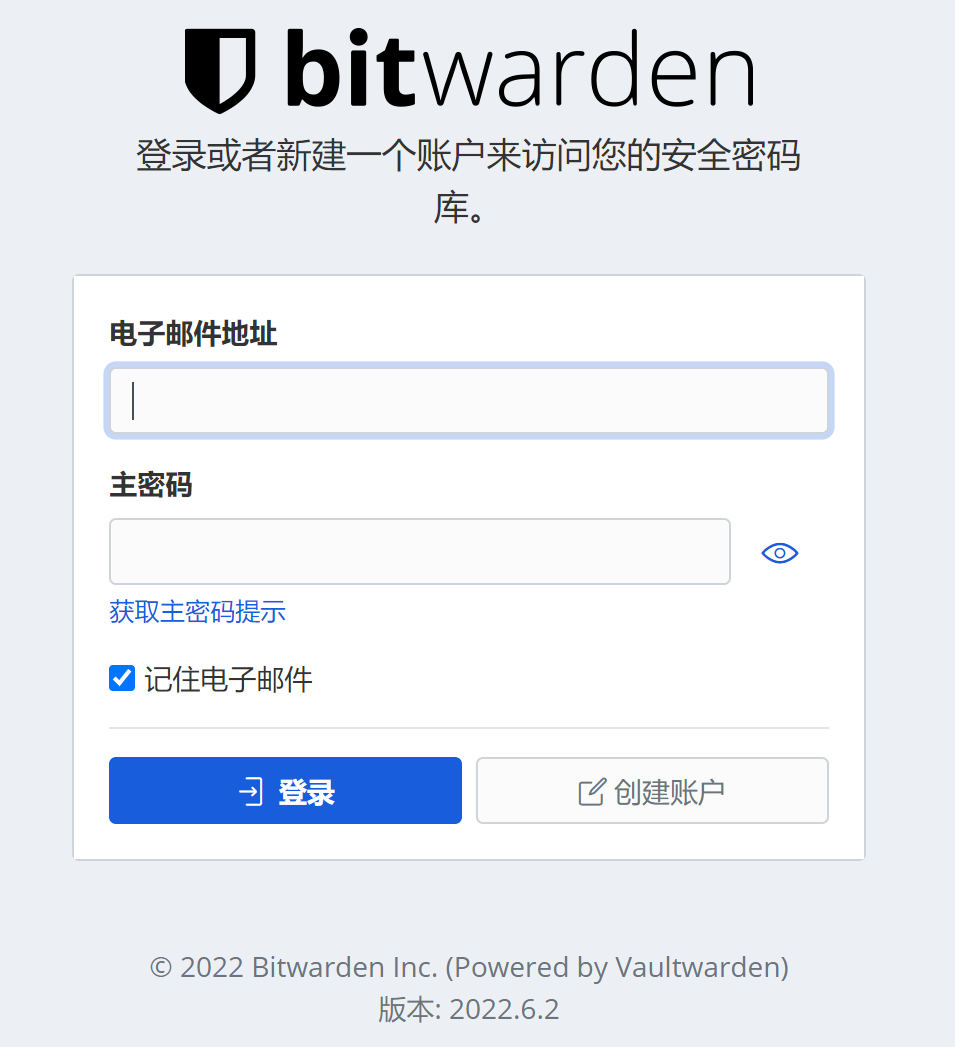 bitwarden
登录或者新建一个账户来访问您的安全密码
库。
电子邮件地址
主密码
获取主密码提示
记住电子邮件
登录
创建账户
© 2022 Bitwarden Inc. (Powered by Vaultwarden)
版本: 2022.6.2